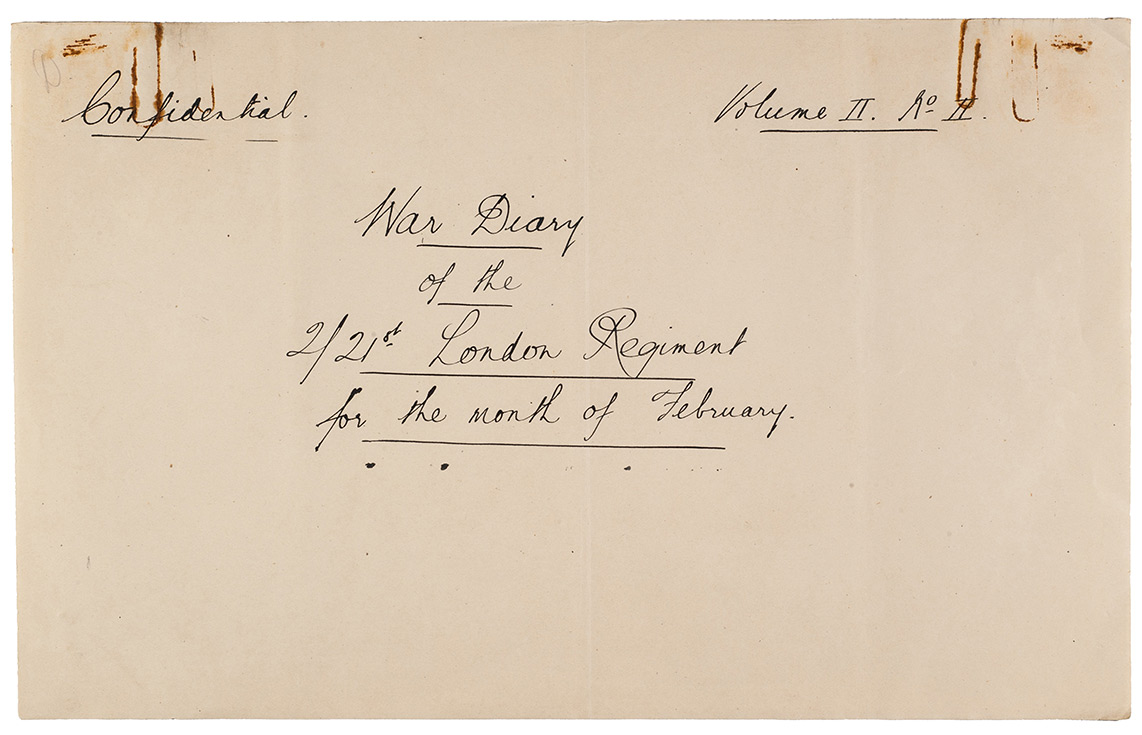 Confidential.
Volume II. No II.
War Diary
of the
2/21st London Regiment
for the month of February.